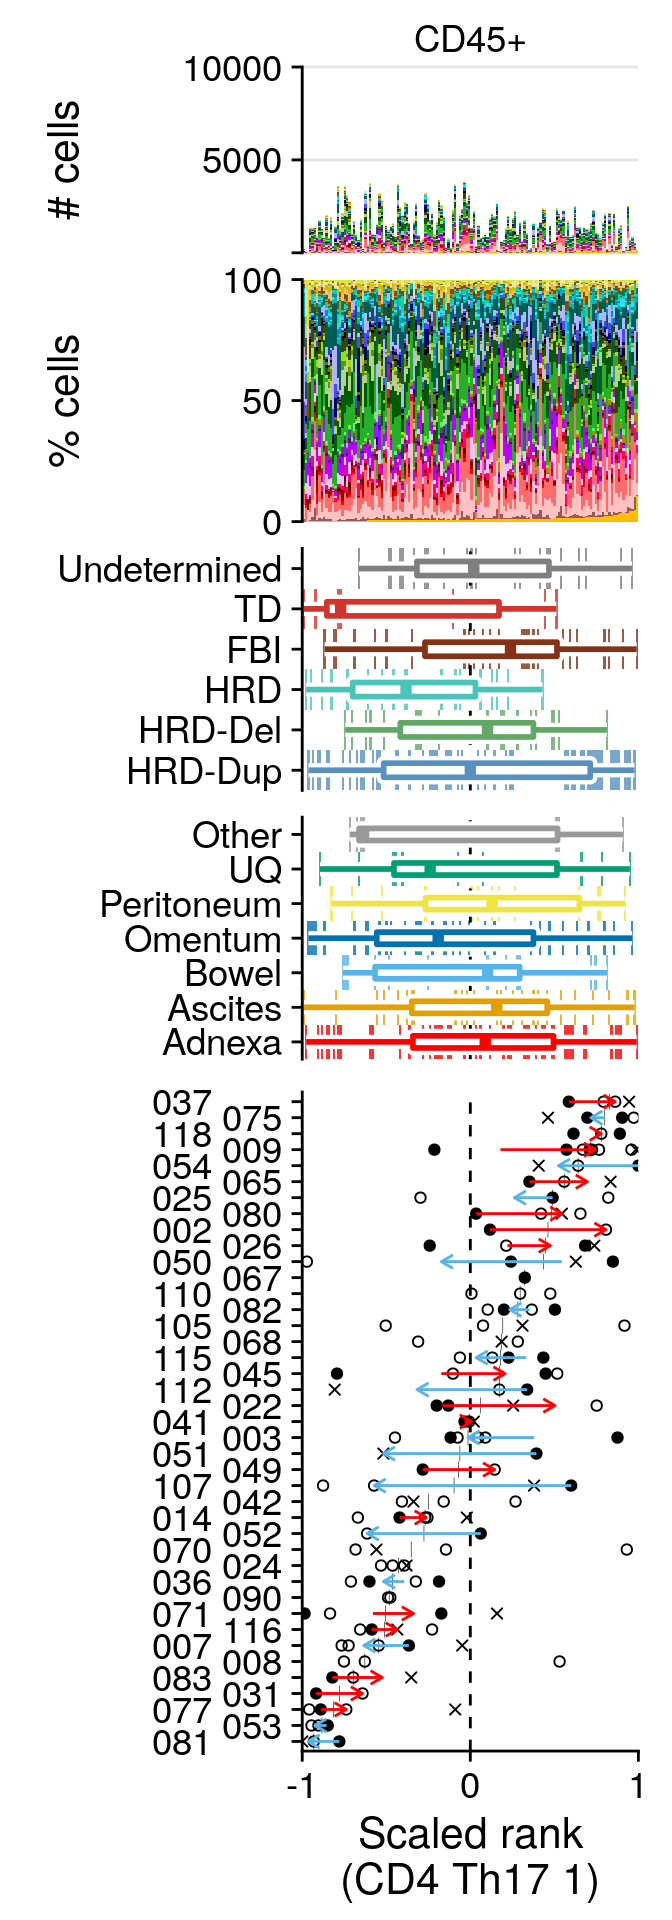 CD45+
10000
5000
# cells
100
50
0
% cells
Undetermined
TD
FBI
HRD
HRD-Del
HRD-Dup
Other
UQ
Peritoneum
Omentum
Bowel
Ascites
Adnexa
037
075
118
009
054
065
025
080
002
026
050
067
110
082
105
068
115
045
112
022
041
003
051
049
107
042
014
052
070
024
036
090
071
116
007
008
083
031
077
053
081
-1 0 1
Scaled rank
(CD4 Th17 1)